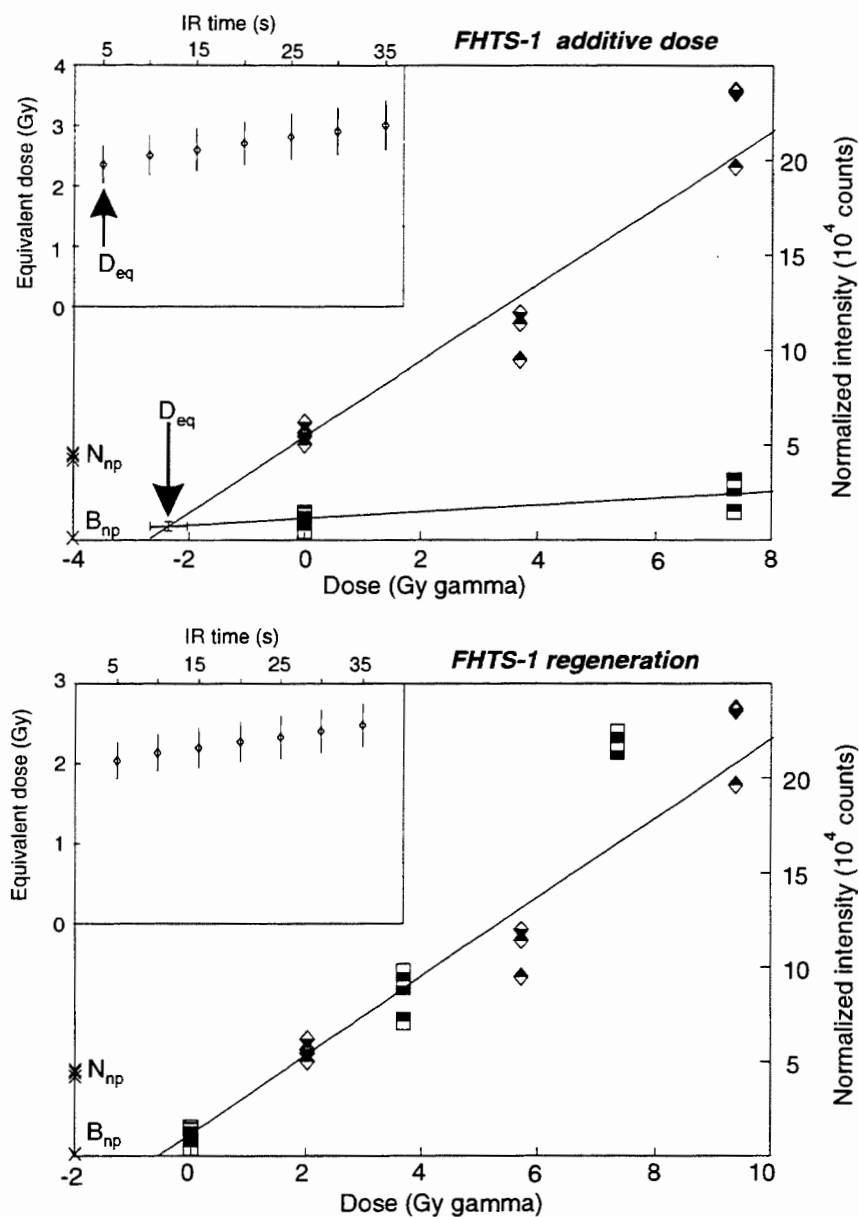 IR time (s)
5 15 25 35
FHTS-1 additive dose
4
3
2
1
0
Equivalent dose (Gy)
D_eq
D_eq
N_np
B_np
20
15
10
5
Normalized intensity (10^4 counts)
-4 -2 0 2 4 6 8
Dose (Gy gamma)
IR time (s)
5 10 15 20 25 30 35
FHTS-1 regeneration
3
2
1
0
Equivalent dose (Gy)
N_np
B_np
20
15
10
5
Normalized intensity (10^4 counts)
-2 0 2 4 6 8 10
Dose (Gy gamma)